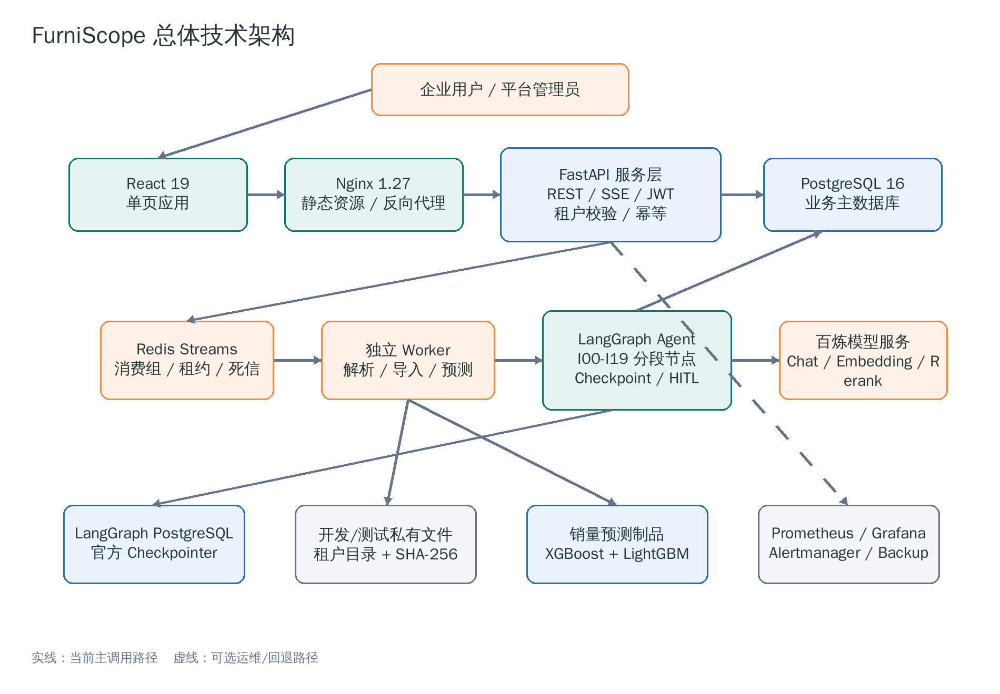 FurniScope 总体技术架构
企业用户 / 平台管理员
React 19
单页应用
Nginx 1.27
静态资源 / 反向代理
FastAPI 服务层
REST / SSE / JWT
租户校验 / 幂等
PostgreSQL 16
业务主数据库
Redis Streams
消费组 / 租约 / 死信
独立 Worker
解析 / 导入 / 预测
LangGraph Agent
I00-I19 分段节点
Checkpoint / HITL
百炼模型服务
Chat / Embedding / R
erank
LangGraph PostgreSQL
官方 Checkpointer
开发/测试私有文件
租户目录 + SHA-256
销量预测制品
XGBoost + LightGBM
Prometheus / Grafana
Alertmanager / Backup
实线：当前主调用路径    虚线：可选运维/回退路径